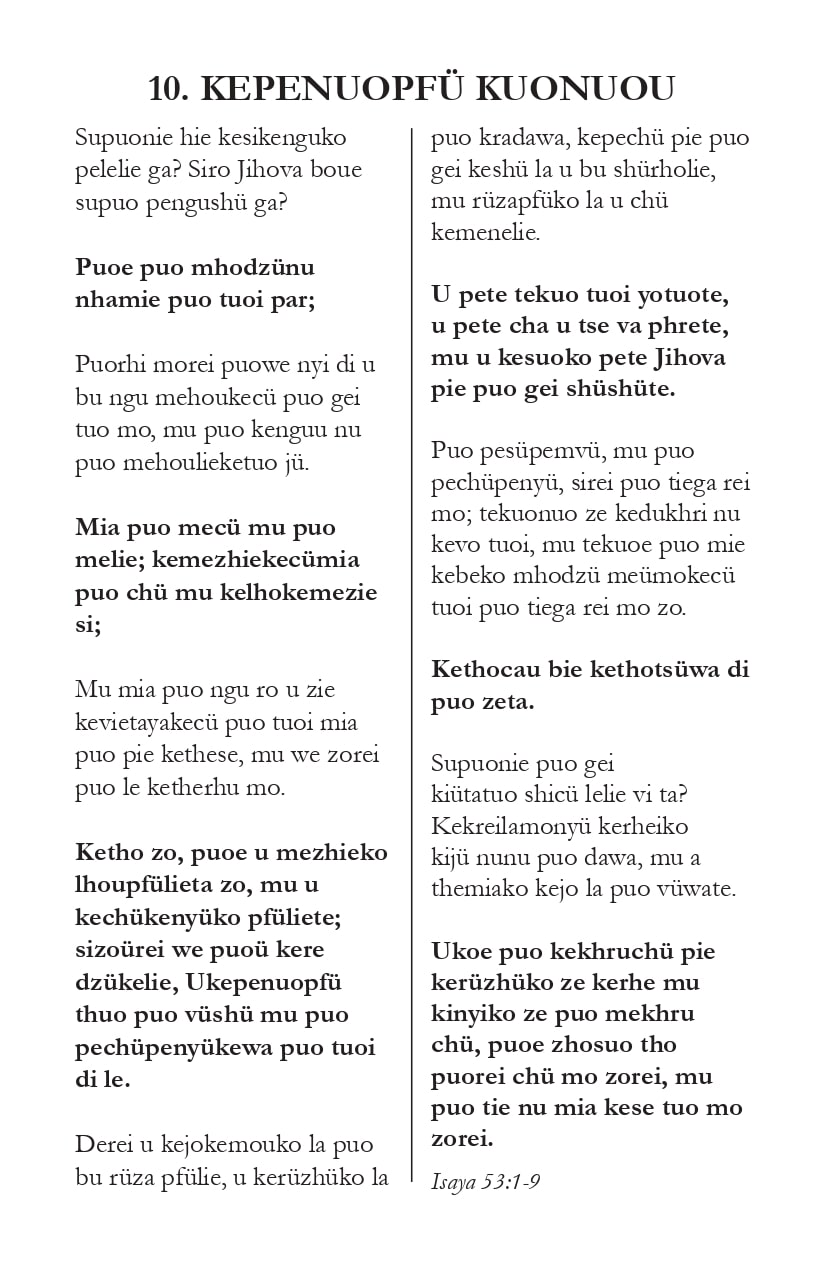 10. KEPENUOPFÜ KUONUOU
Supuonie hie kesikenguko
pelelie ga? Siro Jihova boue
supuo pengushü ga?
Puoe puo mhodzünu
nhamie puo tuoi par;
Puorhi morei puowe nyi di u
bu ngu mehoukecü puo gei
tuo mo, mu puo kenguu nu
puo mehoulieketuo jü.
Mia puo mecü mu puo
melie; kemezhiekecümia
puo chü mu kelhokemezie
si;
Mu mia puo ngu ro u zie
kevietayakecü puo tuoi mia
puo pie kethese, mu we zorei
puo le ketherhu mo.
Ketho zo, puoe u mezhieko
lhoupfülieta zo, mu u
kechükenyüko pfüliete;
sizoürei we puoü kere
dzükelie, Ukepenuopfü
thuo puo vüshü mu puo
pechüpenyükewa puo tuoi
di le.
Derei u kejokemouko la puo
bu rüza pfülie, u kerüzhüko la
puo kradawa, kepechü pie puo
gei keshü la u bu shürholie,
mu rüzapfüko la u chü
kemenelie.
U pete tekuo tuoi yotuote,
u pete cha u tse va phrete,
mu u kesuoko pete Jihova
pie puo gei shüshüte.
Puo pesüpemvü, mu puo
pechüpenyü, sirei puo tiega rei
mo; tekuonuo ze kedukhri nu
kevo tuoi, mu tekuoe puo mie
kebeko mhodzü meümokecü
tuoi puo tiega rei mo zo.
Kethocau bie kethotsüwa di
puo zeta.
Supuonie puo gei
kiütatuo shicü lelie vi ta?
Kekreilamonyü kerheiko
kijü nunu puo dawa, mu a
themiako kejo la puo vüwate.
Ukoe puo kekhruchü pie
kerüzhüko ze kerhe mu
kinyiko ze puo mekhru
chü, puoe zhosuo tho
puorei chü mo zorei, mu
puo tie nu mia kese tuo mo
zorei.
Isaya 53:1-9